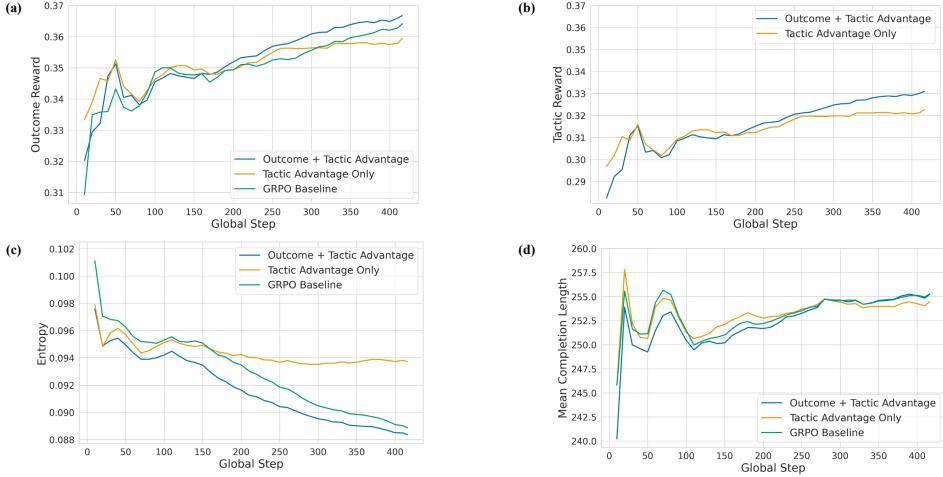 (a)
0.37
0.36
0.35
0.34
0.33
0.32
0.31
Outcome Reward
Outcome + Tactic Advantage
Tactic Advantage Only
GRPO Baseline
0 50 100 150 200 250 300 350 400
Global Step
(b)
0.37
0.36
0.34
0.33
0.32
0.30
0.29
Tactic Reward
Outcome + Tactic Advantage
Tactic Advantage Only
0 50 100 150 200 250 300 350 400
Global Step
(c)
0.102
0.100
0.098
0.096
0.094
0.092
0.090
0.088
Entropy
Outcome + Tactic Advantage
Tactic Advantage Only
GRPO Baseline
0 50 100 150 200 250 300 350 400
Global Step
(d)
260.0
257.5
255.0
252.5
250.0
247.5
245.0
242.5
240.0
Mean Completion Length
Outcome + Tactic Advantage
Tactic Advantage Only
GRPO Baseline
0 50 100 150 200 250 300 350 400
Global Step